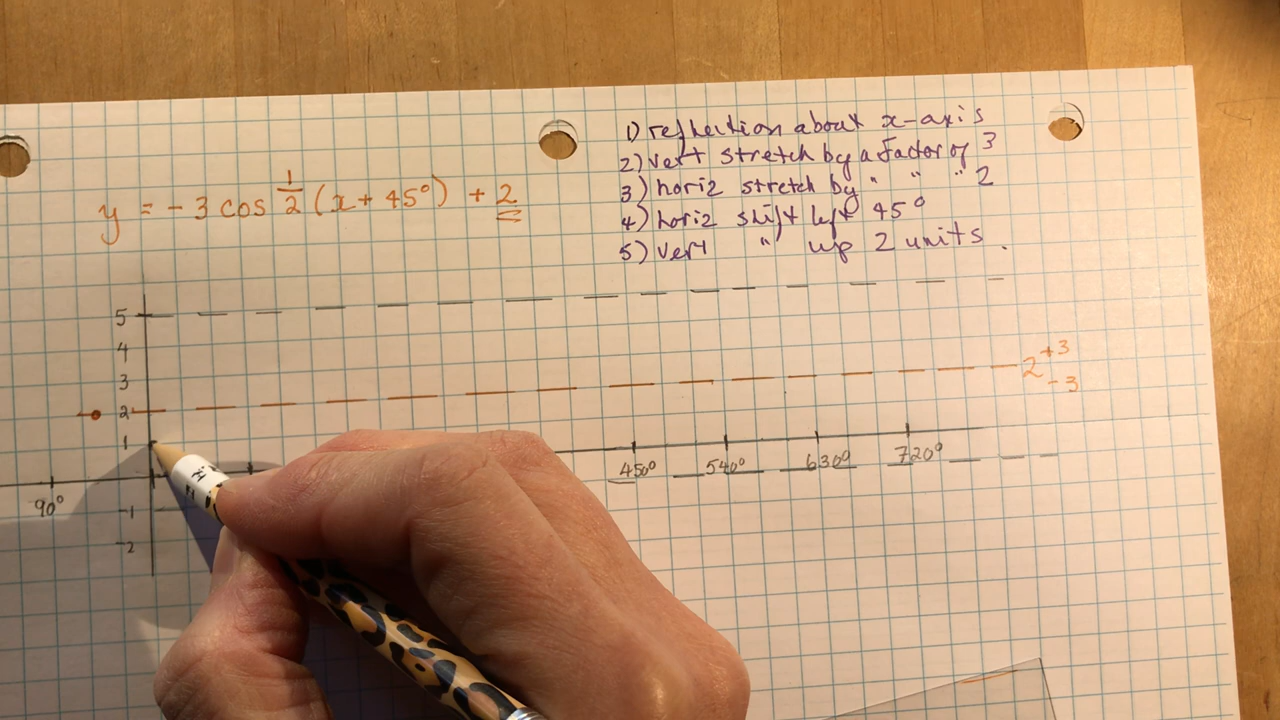 y = -3 cos 1/2 (x + 45°) + 2
1) reflection about x-axis
2) vert stretch by a factor of 3
3) horiz stretch by " " " 2
4) horiz shift left 45°
5) vert " up 2 units.
5
4
3
2
1
-1
-2
2 +3
-3
90°
450°
540°
630°
720°